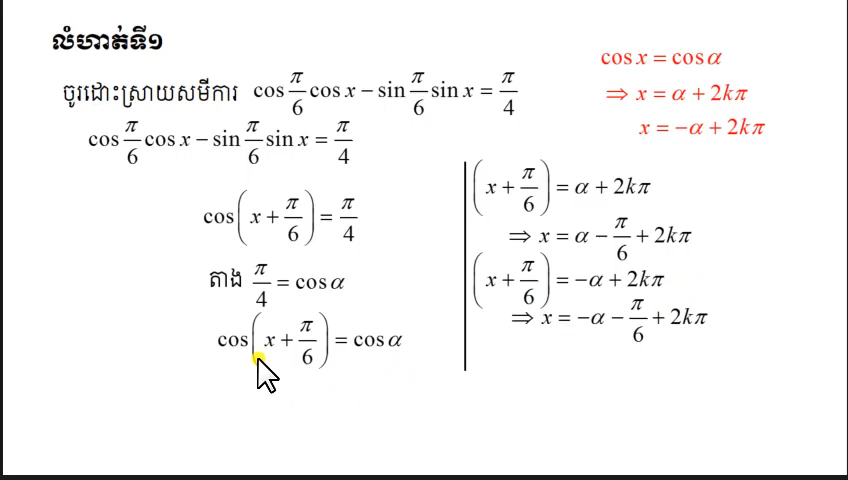 លំហាត់ទី១
ចូរដោះស្រាយសមីការ cos π/6 cos x − sin π/6 sin x = π/4
cos π/6 cos x − sin π/6 sin x = π/4
cos(x + π/6) = π/4
តាង π/4 = cos α
cos(x + π/6) = cos α
cos x = cos α
⇒ x = α + 2kπ
x = −α + 2kπ
(x + π/6) = α + 2kπ
⇒ x = α − π/6 + 2kπ
(x + π/6) = −α + 2kπ
⇒ x = −α − π/6 + 2kπ